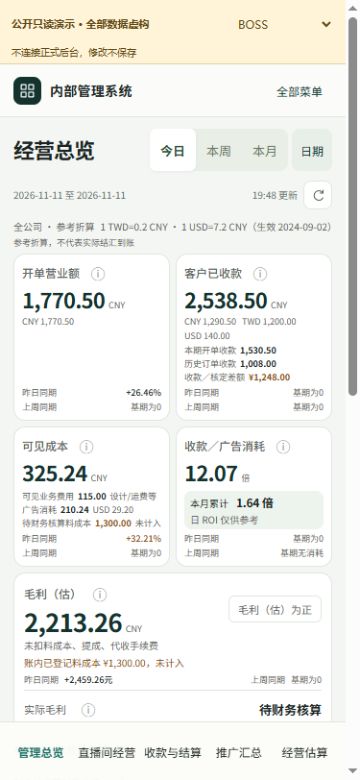 公开只读演示・全部数据虚构
BOSS
不连接正式后台，修改不保存
内部管理系统
全部菜单
经营总览
今日 本周 本月 日期
2026-11-11 至 2026-11-11
19:48 更新
全公司 · 参考折算 1 TWD=0.2 CNY · 1 USD=7.2 CNY（生效 2024-09-02）
参考折算，不代表实际结汇到账
开单营业额
1,770.50 CNY
CNY 1,770.50
昨日同期 +26.46%
上周同期 基期为0
客户已收款
2,538.50 CNY
CNY 1,290.50 TWD 1,200.00
USD 140.00
本期开单收款 1,530.50
历史订单收款 1,008.00
收款／核定差额 ¥1,248.00
昨日同期 基期为0
上周同期 基期为0
可见成本
325.24 CNY
可见业务费用 115.00 设计/运费等
广告消耗 210.24 USD 29.20
待财务核算料成本 1,300.00 未计入
昨日同期 +32.21%
上周同期 基期为0
收款／广告消耗
12.07 倍
本月累计 1.64 倍
日 ROI 仅供参考
昨日同期 基期为0
上周同期 基期无消耗
毛利（估）
2,213.26 CNY
毛利（估）为正
未扣料成本、提成、代收手续费
账内已登记料成本 ¥1,300.00，未计入
昨日同期 +2,459.26元
上周同期 基期为0
实际毛利
待财务核算
管理总览 直播间经营 收款与结算 推广汇总 经营估算